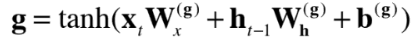 g = tanh(x_t W_x^(g) + h_{t-1} W_h^(g) + b^(g))